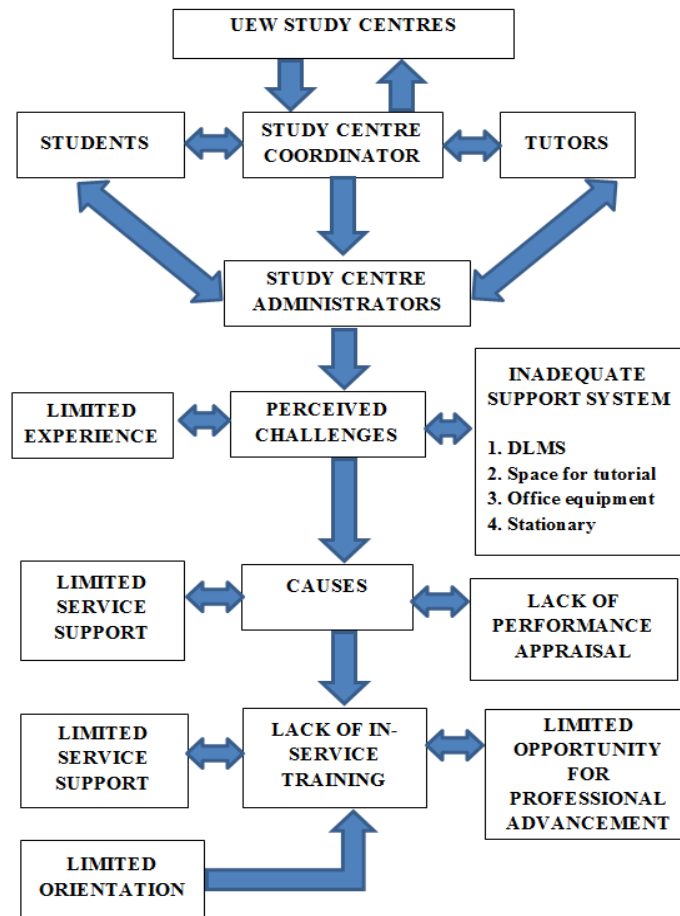 UEW STUDY CENTRES
STUDENTS
STUDY CENTRE
COORDINATOR
TUTORS
STUDY CENTRE
ADMINISTRATORS
LIMITED
EXPERIENCE
PERCEIVED
CHALLENGES
INADEQUATE
SUPPORT SYSTEM
1. DLMS
2. Space for tutorial
3. Office equipment
4. Stationary
LIMITED
SERVICE
SUPPORT
CAUSES
LACK OF
PERFORMANCE
APPRAISAL
LIMITED
SERVICE
SUPPORT
LACK OF IN-
SERVICE
TRAINING
LIMITED
OPPORTUNITY
FOR
PROFESSIONAL
ADVANCEMENT
LIMITED
ORIENTATION